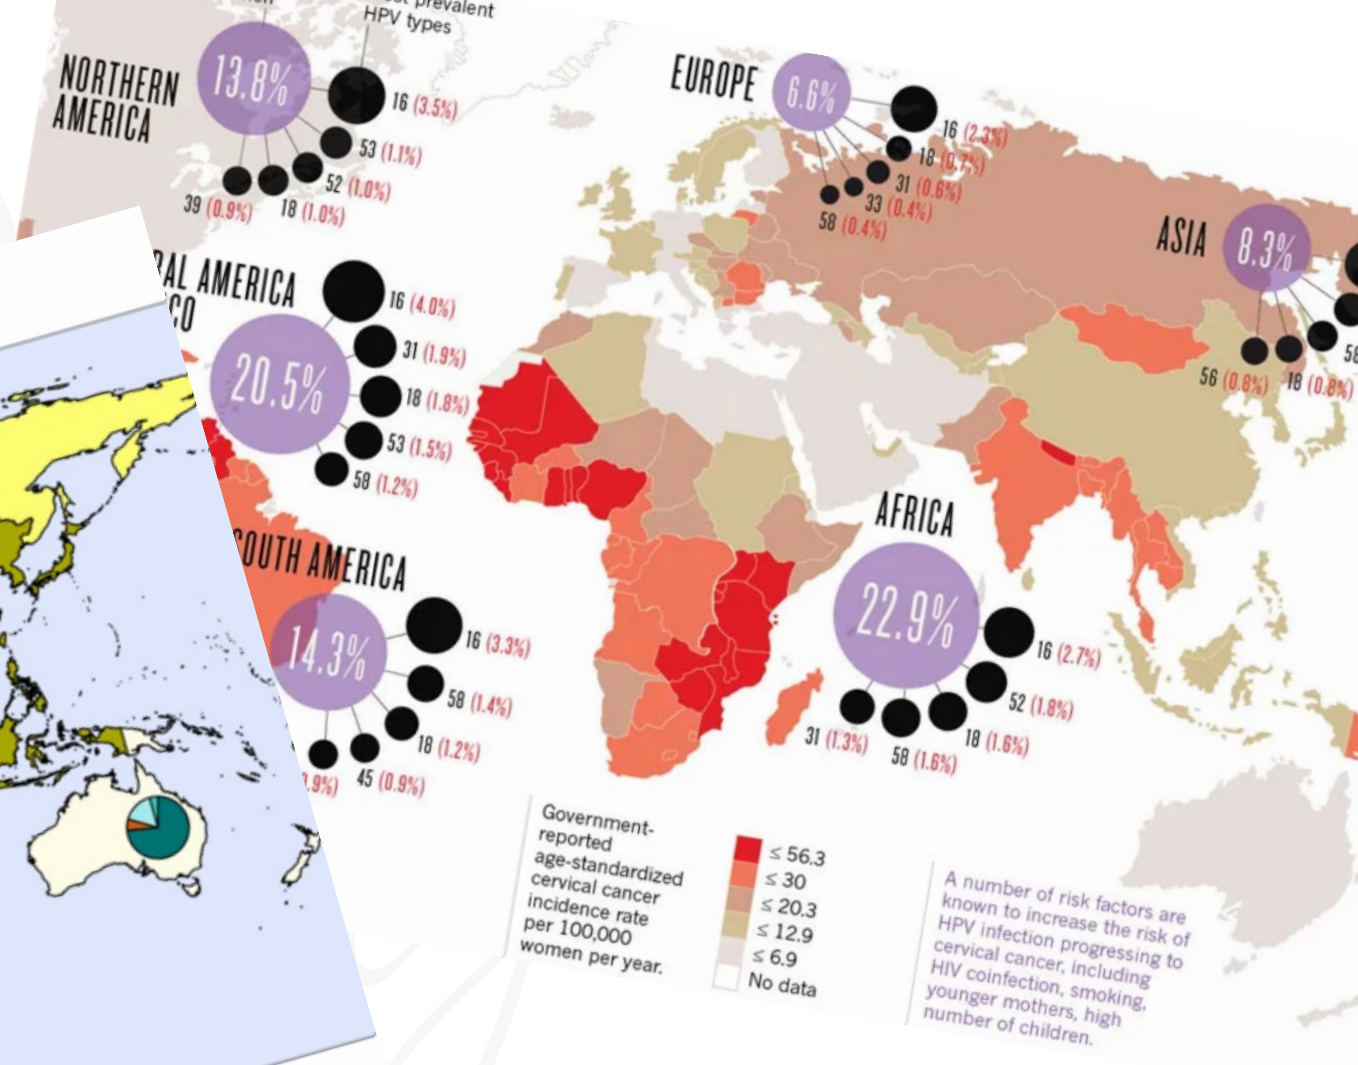 prevalent
HPV types
NORTHERN
AMERICA
13.8%
16 (3.5%)
53 (1.1%)
52 (1.0%)
18 (1.0%)
39 (0.9%)
EUROPE
6.6%
16 (2.3%)
18 (0.7%)
31 (0.6%)
33 (0.4%)
58 (0.4%)
ASIA
8.3%
58
18 (0.8%)
56 (0.8%)
AMERICA
20.5%
16 (4.0%)
31 (1.9%)
18 (1.8%)
53 (1.5%)
58 (1.2%)
SOUTH AMERICA
14.3%
16 (3.3%)
58 (1.4%)
18 (1.2%)
45 (0.9%)
.9%)
AFRICA
22.9%
16 (2.7%)
52 (1.8%)
18 (1.6%)
58 (1.6%)
31 (1.3%)
Government-
reported
age-standardized
cervical cancer
incidence rate
per 100,000
women per year.
≤ 56.3
≤ 30
≤ 20.3
≤ 12.9
≤ 6.9
No data
A number of risk factors are
known to increase the risk of
HPV infection progressing to
cervical cancer, including
HIV coinfection, smoking,
younger mothers, high
number of children.